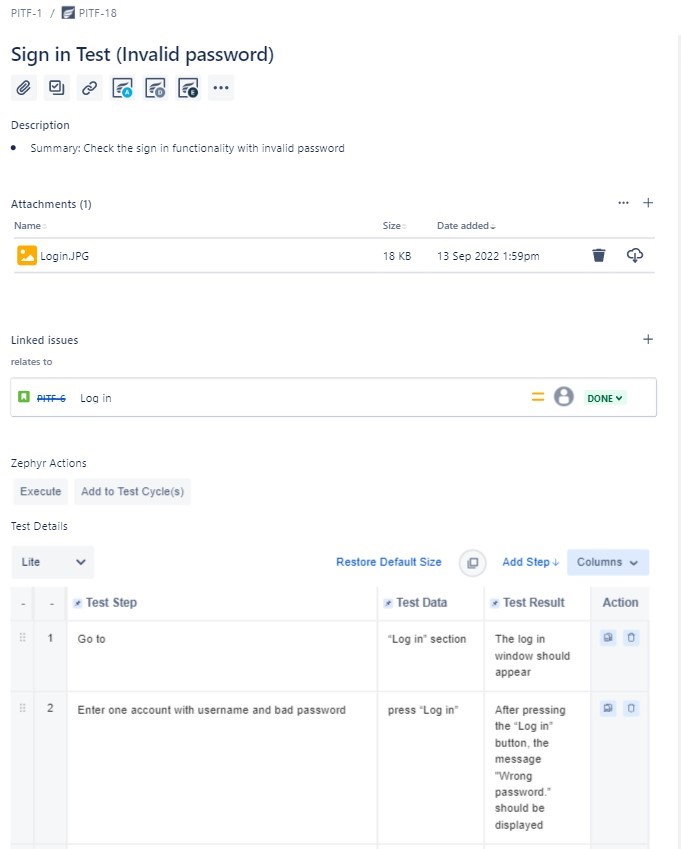 PITF-1 / PITF-18
Sign in Test (Invalid password)
A D E
Description
Summary: Check the sign in functionality with invalid password
Attachments (1)
Name Size Date added
Login.JPG 18 KB 13 Sep 2022 1:59pm
Linked issues
relates to
PITF-6 Log in DONE
Zephyr Actions
Execute Add to Test Cycle(s)
Test Details
Lite Restore Default Size Add Step Columns
- - Test Step Test Data Test Result Action
1 Go to "Log in" section The log in
window should
appear
2 Enter one account with username and bad password press "Log in" After pressing
the "Log in"
button, the
message
"Wrong
password."
should be
displayed